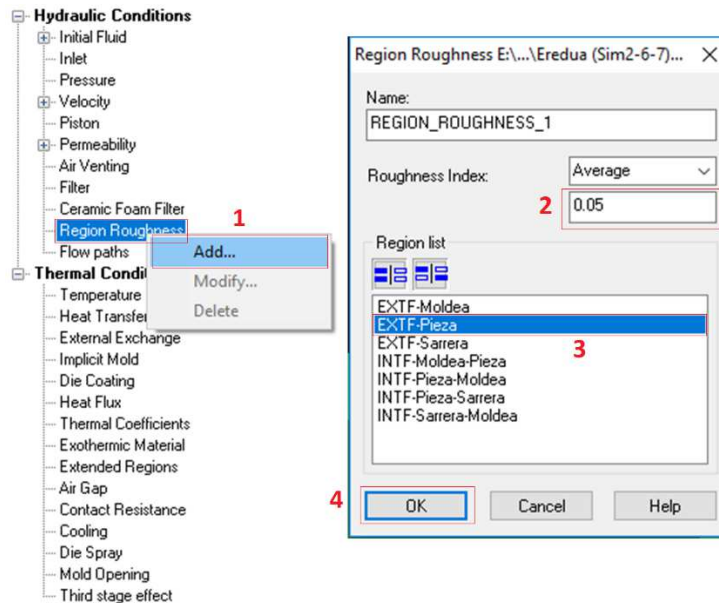 Hydraulic Conditions
Initial Fluid
Inlet
Pressure
Velocity
Piston
Permeability
Air Venting
Filter
Ceramic Foam Filter
Region Roughness
Flow paths
1
Add...
Modify...
Delete
Thermal Condit
Temperature
Heat Transfer
External Exchange
Implicit Mold
Die Coating
Heat Flux
Thermal Coefficients
Exothermic Material
Extended Regions
Air Gap
Contact Resistance
Cooling
Die Spray
Mold Opening
Third stage effect
Region Roughness E:\...\Eredua (Sim2-6-7)...
Name:
REGION_ROUGHNESS_1
Roughness Index:
Average
2
0.05
Region list
EXTF-Moldea
EXTF-Pieza
EXTF-Sarrera
3
INTF-Moldea-Pieza
INTF-Pieza-Moldea
INTF-Pieza-Sarrera
INTF-Sarrera-Moldea
4
OK
Cancel
Help